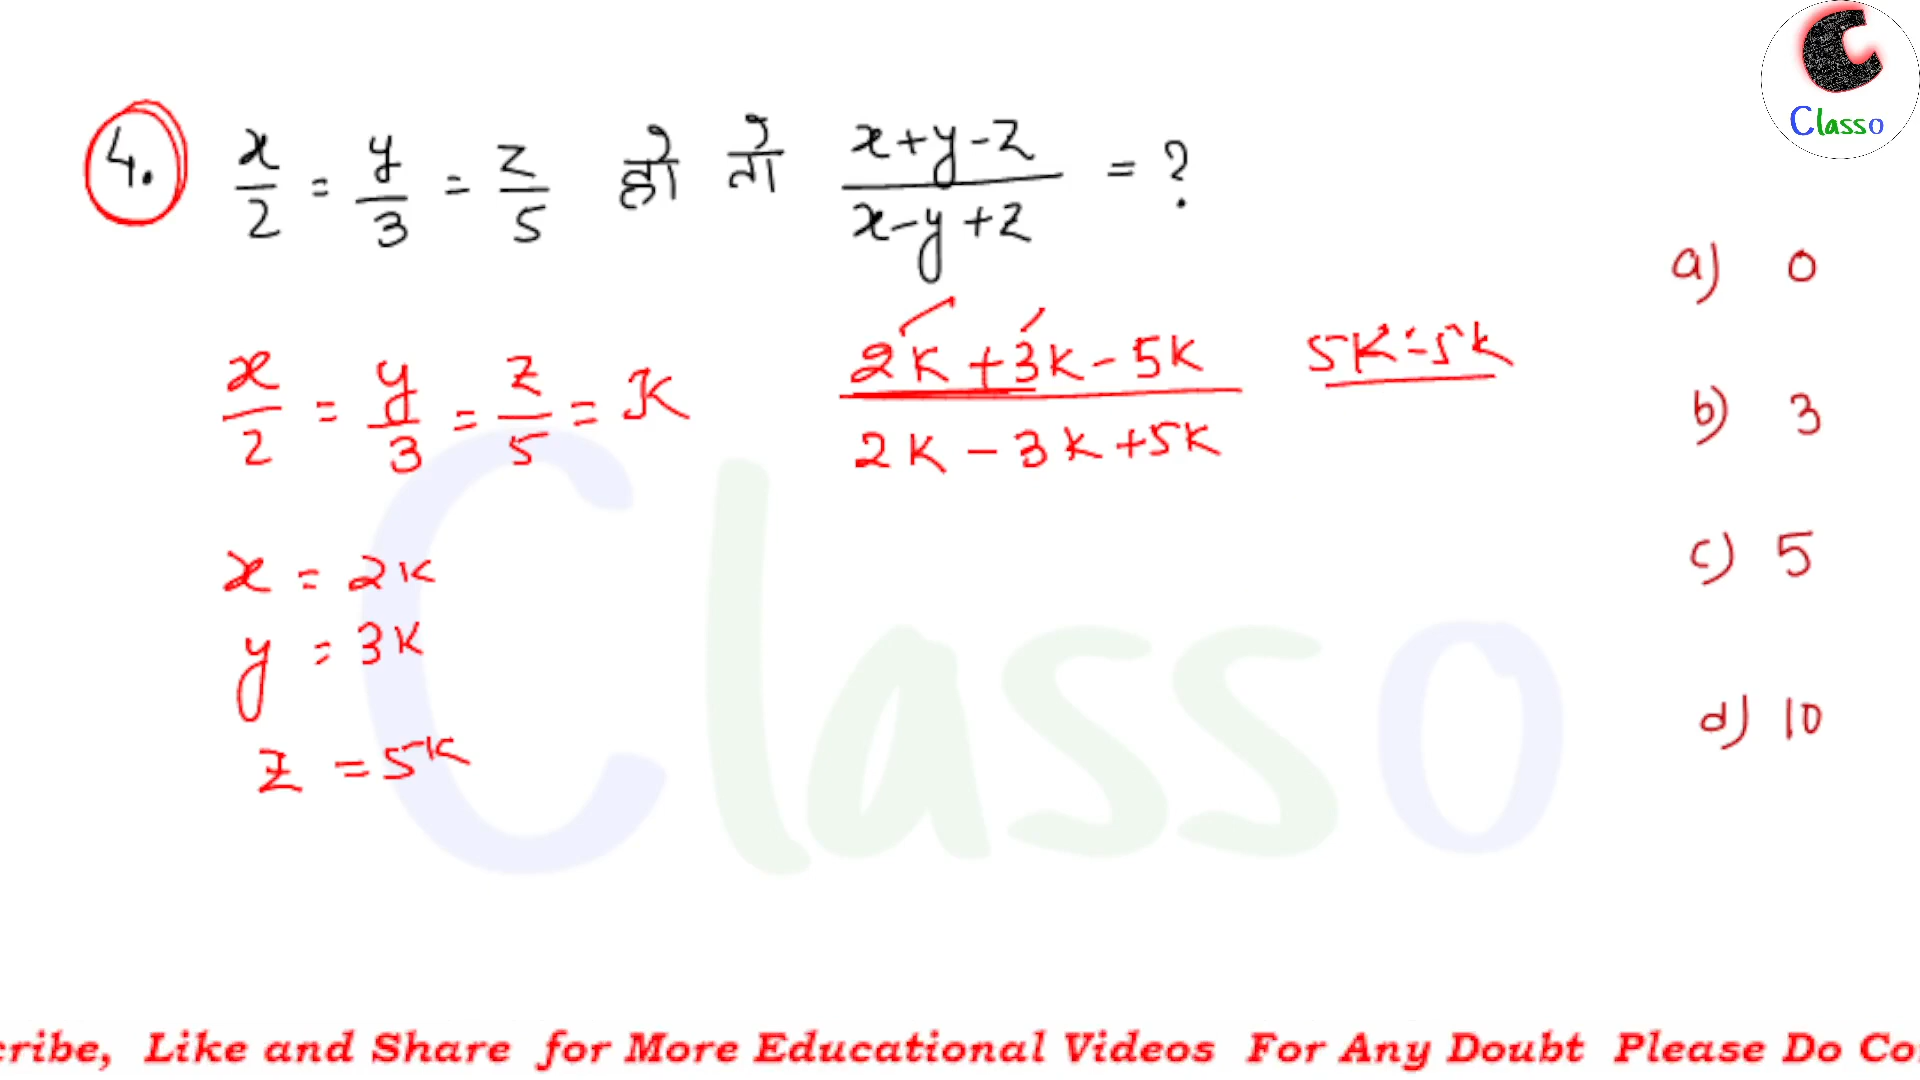 C
Classo
4. x/2 = y/3 = z/5 हो तो (x+y-z)/(x-y+z) = ?
x/2 = y/3 = z/5 = K
(2K+3K-5K)/(2K-3K+5K)
5K-5K
x = 2K
y = 3K
z = 5K
a) 0
b) 3
c) 5
d) 10
Classo
cribe, Like and Share for More Educational Videos For Any Doubt Please Do Co